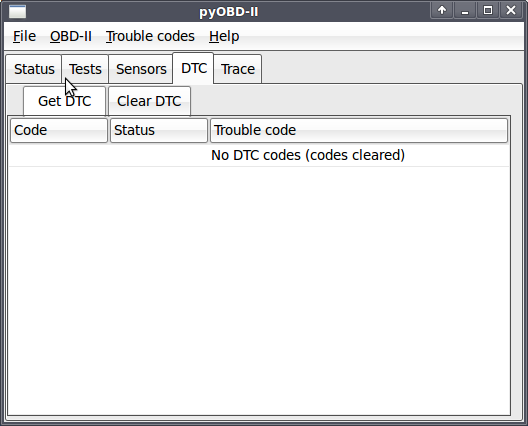 pyOBD-II
File OBD-II Trouble codes Help
Status Tests Sensors DTC Trace
Get DTC Clear DTC
Code Status Trouble code
No DTC codes (codes cleared)